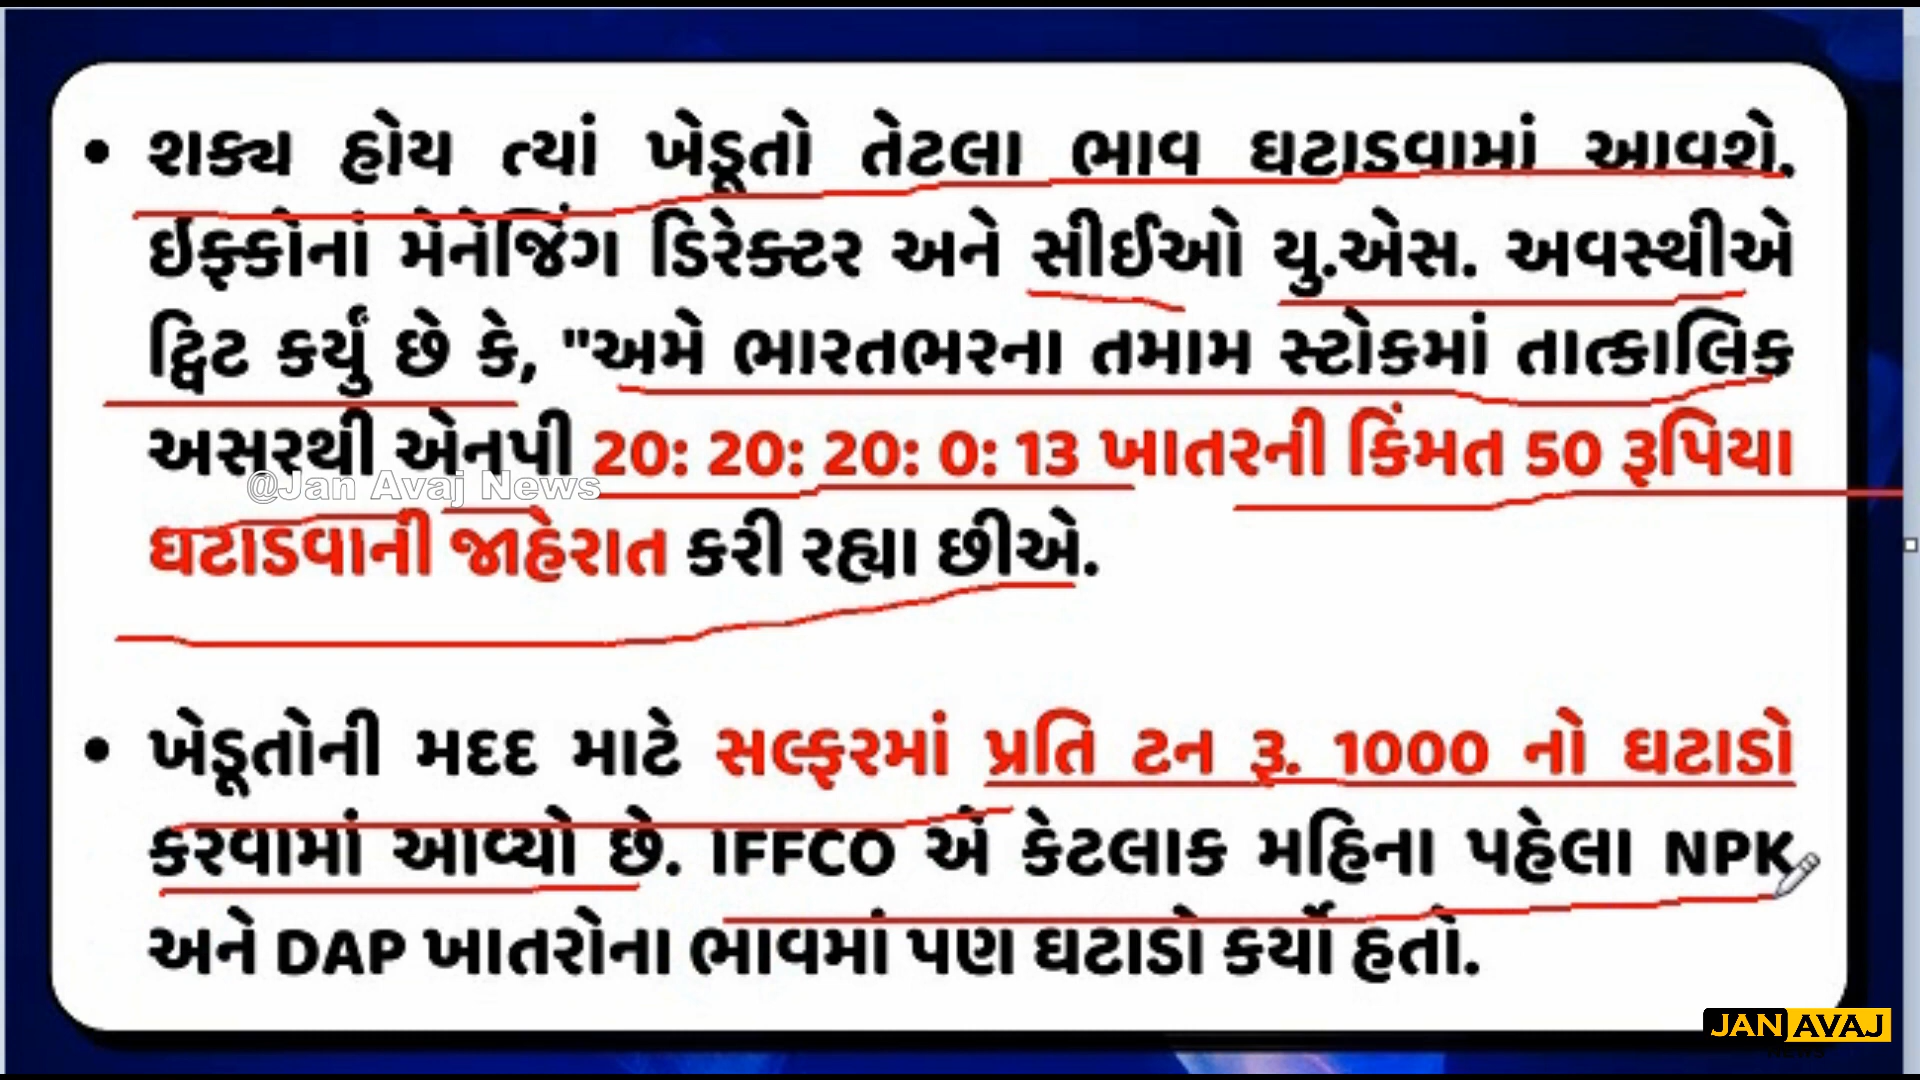 • શક્ય હોય ત્યાં ખેડૂતો તેટલા ભાવ ઘટાડવામાં આવશે.
ઈફ્કોનાં મેનેજિંગ ડિરેક્ટર અને સીઈઓ યુ.એસ. અવસ્થીએ
ટ્વિટ કર્યું છે કે, "અમે ભારતભરના તમામ સ્ટોકમાં તાત્કાલિક
અસરથી એનપી 20: 20: 20: 0: 13 ખાતરની કિંમત 50 રૂપિયા
@Jan Avaj News
ઘટાડવાની જાહેરાત કરી રહ્યા છીએ.
• ખેડૂતોની મદદ માટે સલ્ફરમાં પ્રતિ ટન રૂ. 1000 નો ઘટાડો
કરવામાં આવ્યો છે. IFFCO એ કેટલાક મહિના પહેલા NPK
અને DAP ખાતરોના ભાવમાં પણ ઘટાડો કર્યો હતો.
JAN AVAJ
News